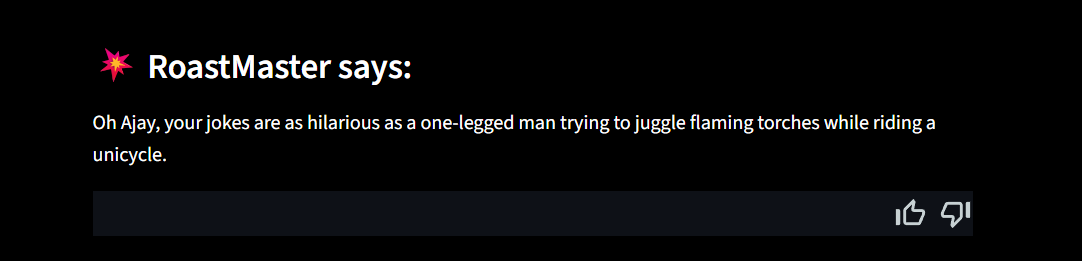 RoastMaster says:
Oh Ajay, your jokes are as hilarious as a one-legged man trying to juggle flaming torches while riding a
unicycle.